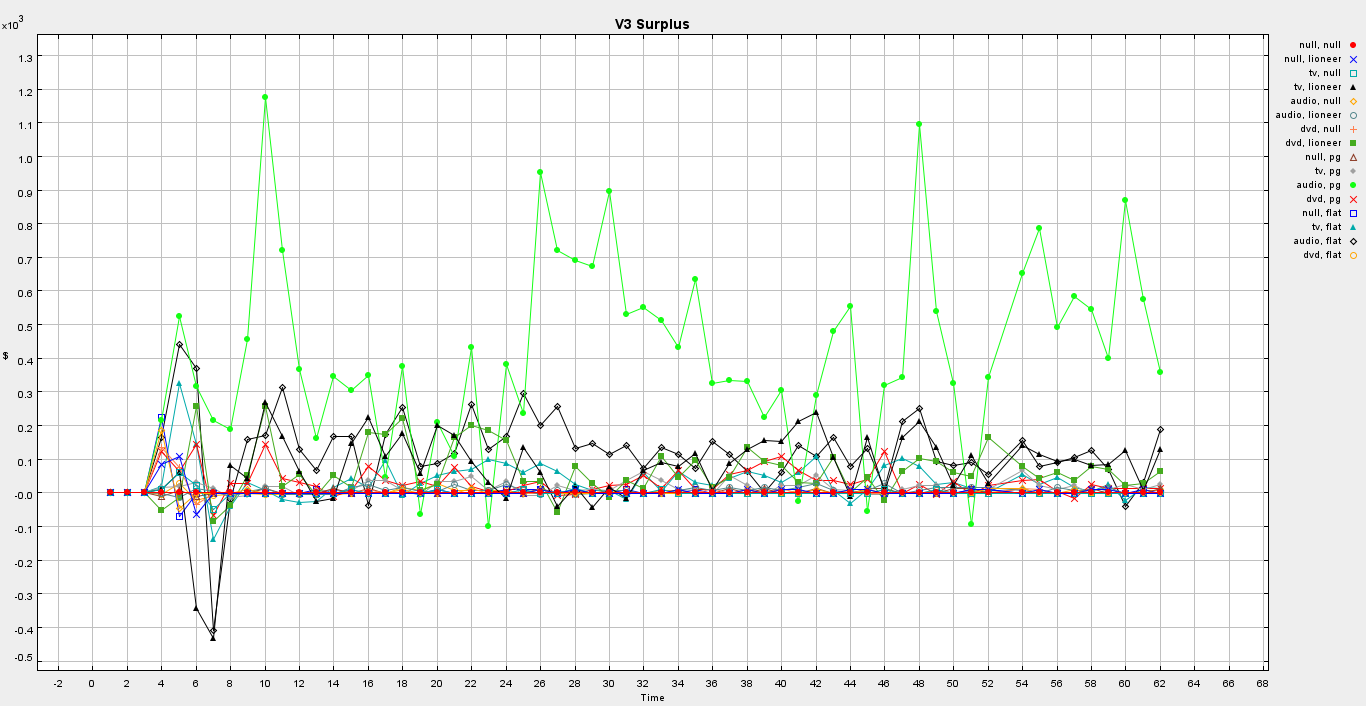 V3 Surplus
×10³
1.3
1.2
1.1
1.0
0.9
0.8
0.7
0.6
0.5
0.4
0.3
0.2
0.1
-0.0
-0.1
-0.2
-0.3
-0.4
-0.5
$
-2 0 2 4 6 8 10 12 14 16 18 20 22 24 26 28 30 32 34 36 38 40 42 44 46 48 50 52 54 56 58 60 62 64 66 68
Time
null, null
null, lioneer
tv, null
tv, lioneer
audio, null
audio, lioneer
dvd, null
dvd, lioneer
null, pg
tv, pg
audio, pg
dvd, pg
null, flat
tv, flat
audio, flat
dvd, flat